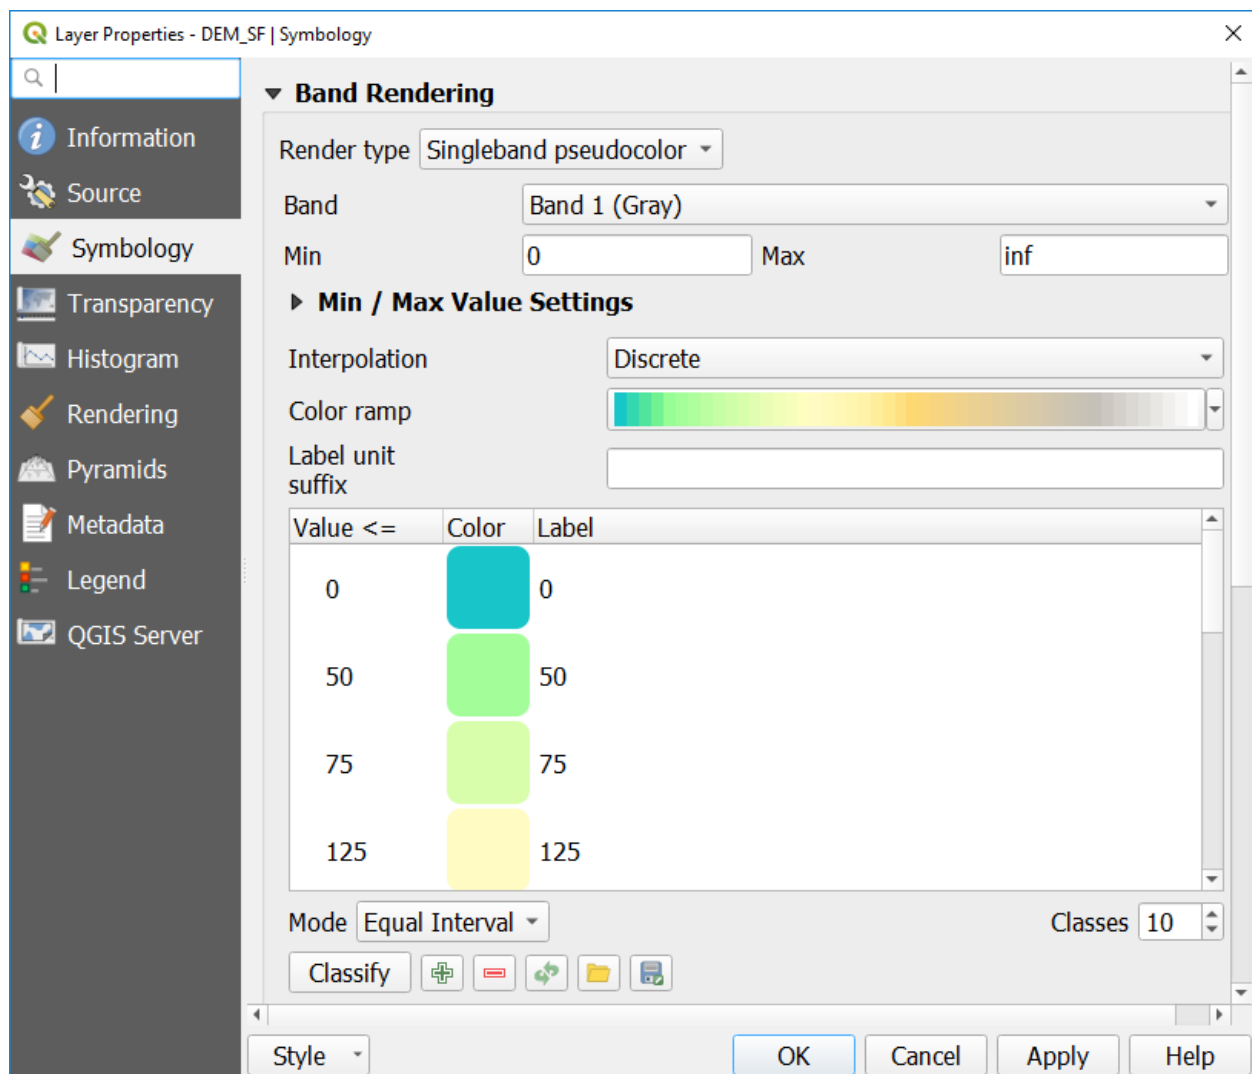 Layer Properties - DEM_SF | Symbology
Information
Source
Symbology
Transparency
Histogram
Rendering
Pyramids
Metadata
Legend
QGIS Server
Band Rendering
Render type Singleband pseudocolor
Band Band 1 (Gray)
Min 0 Max inf
Min / Max Value Settings
Interpolation Discrete
Color ramp
Label unit
suffix
Value <= Color Label
0 0
50 50
75 75
125 125
Mode Equal Interval Classes 10
Classify
Style OK Cancel Apply Help